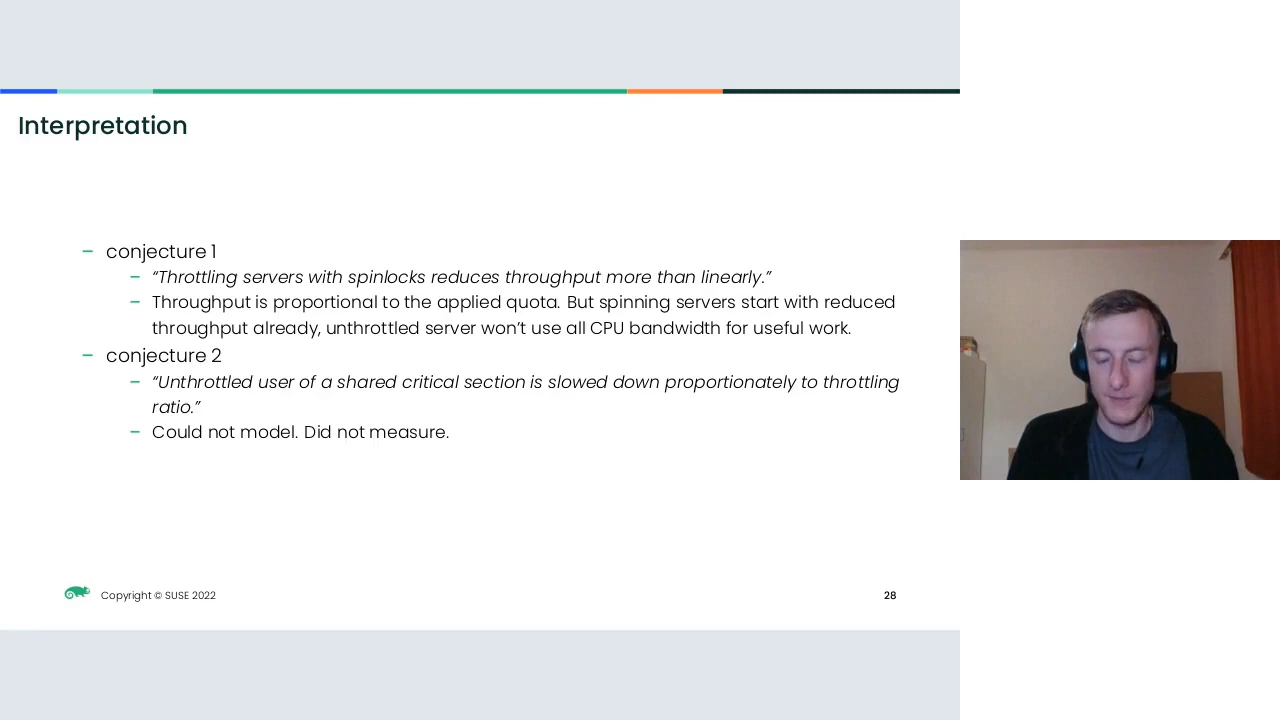 Interpretation
– conjecture 1
– “Throttling servers with spinlocks reduces throughput more than linearly.”
– Throughput is proportional to the applied quota. But spinning servers start with reduced
throughput already, unthrottled server won’t use all CPU bandwidth for useful work.
– conjecture 2
– “Unthrottled user of a shared critical section is slowed down proportionately to throttling
ratio.”
– Could not model. Did not measure.
Copyright © SUSE 2022
28